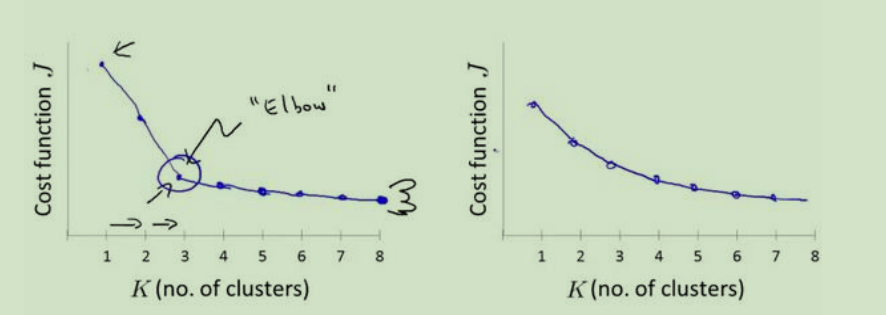 Cost function J
"Elbow"
1 2 3 4 5 6 7 8
K (no. of clusters)
Cost function J
1 2 3 4 5 6 7 8
K (no. of clusters)